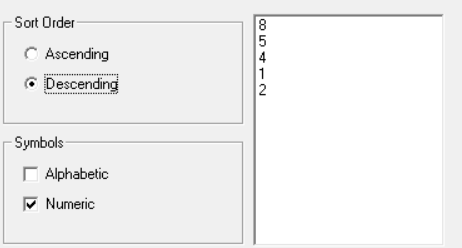 Sort Order
Ascending
Descending
Symbols
Alphabetic
Numeric
8
5
4
1
2